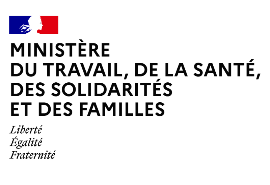 MINISTÈRE
DU TRAVAIL, DE LA SANTÉ,
DES SOLIDARITÉS
ET DES FAMILLES
Liberté
Égalité
Fraternité